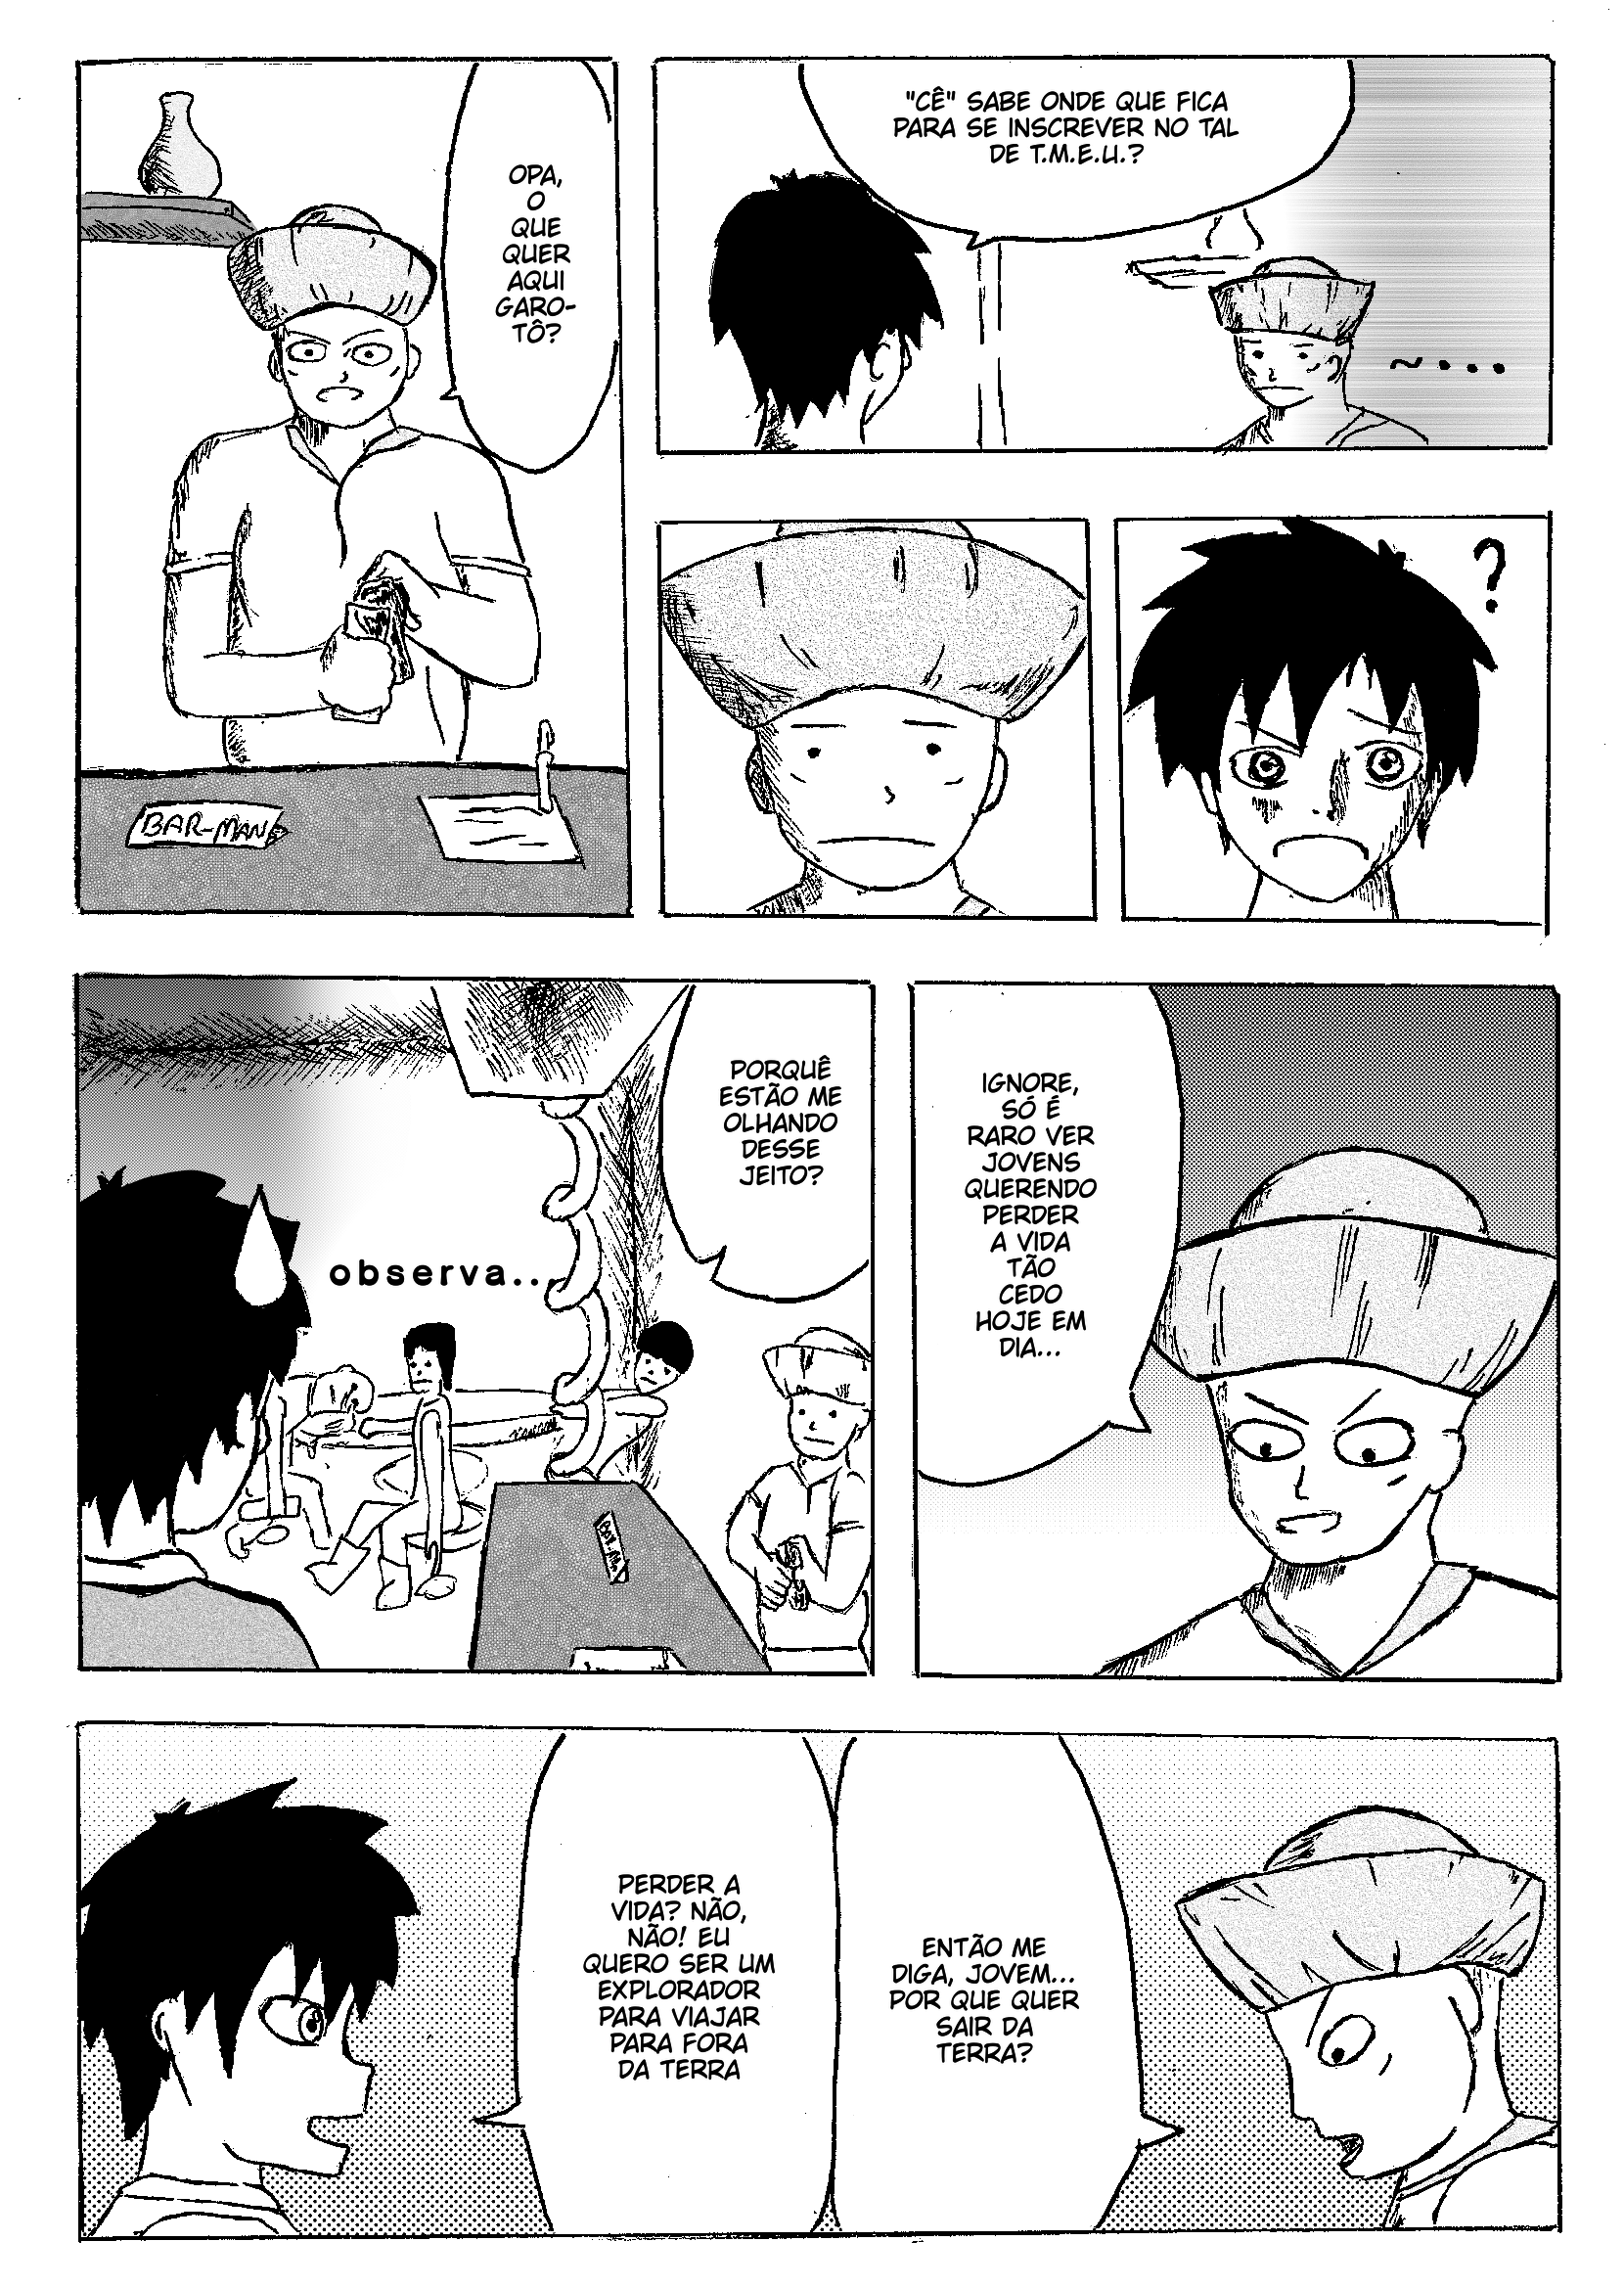 OPA,
O
QUE
QUER
AQUI
GARO-
TÔ?
BAR-MAN
"CÊ" SABE ONDE QUE FICA
PARA SE INSCREVER NO TAL
DE T.M.E.U.?
~...
?
PORQUÊ
ESTÃO ME
OLHANDO
DESSE
JEITO?
observa...
IGNORE,
SÓ É
RARO VER
JOVENS
QUERENDO
PERDER
A VIDA
TÃO
CEDO
HOJE EM
DIA...
PERDER A
VIDA? NÃO,
NÃO! EU
QUERO SER UM
EXPLORADOR
PARA VIAJAR
PARA FORA
DA TERRA
ENTÃO ME
DIGA, JOVEM...
POR QUE QUER
SAIR DA
TERRA?